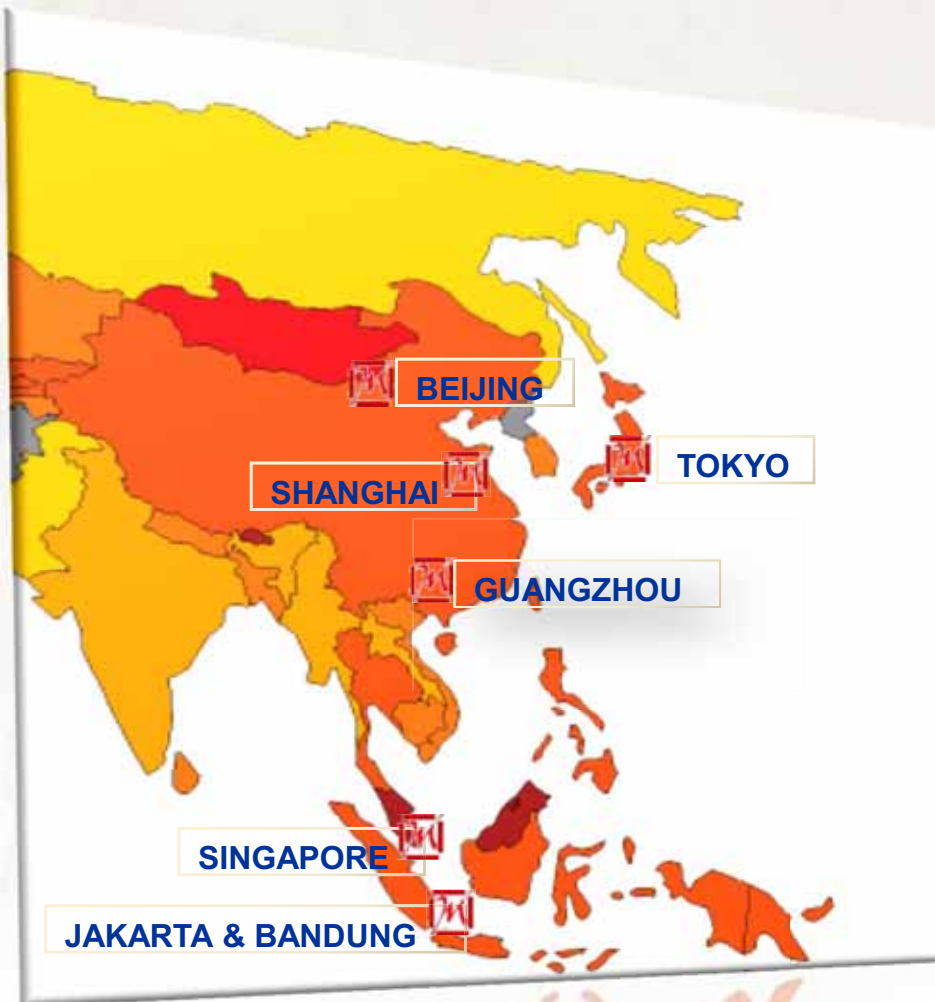 BEIJING
TOKYO
SHANGHAI
GUANGZHOU
SINGAPORE
JAKARTA & BANDUNG